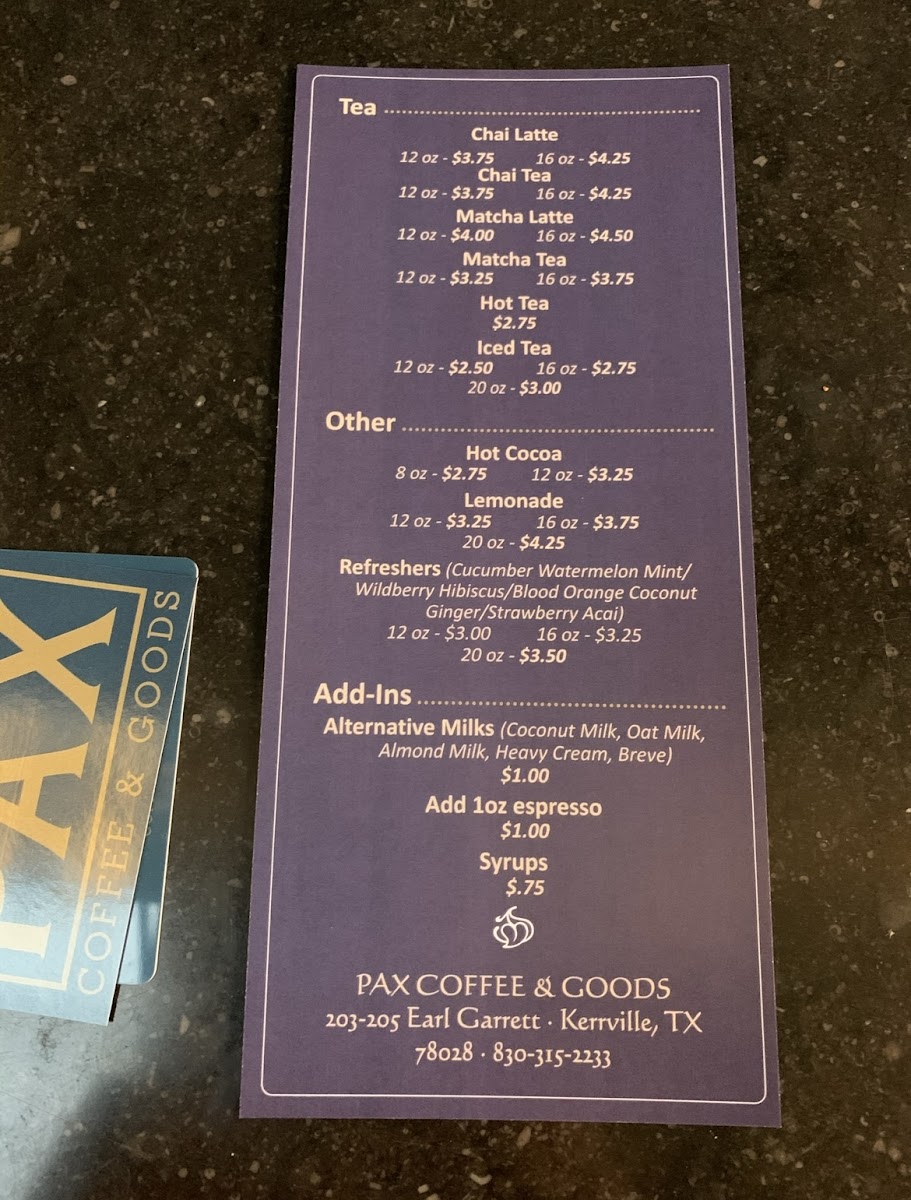 Tea
Chai Latte
12 oz - $3.75 16 oz - $4.25
Chai Tea
12 oz - $3.75 16 oz - $4.25
Matcha Latte
12 oz - $4.00 16 oz - $4.50
Matcha Tea
12 oz - $3.25 16 oz - $3.75
Hot Tea
$2.75
Iced Tea
12 oz - $2.50 16 oz - $2.75
20 oz - $3.00
Other
Hot Cocoa
8 oz - $2.75 12 oz - $3.25
Lemonade
12 oz - $3.25 16 oz - $3.75
20 oz - $4.25
Refreshers (Cucumber Watermelon Mint/
Wildberry Hibiscus/Blood Orange Coconut
Ginger/Strawberry Acai)
12 oz - $3.00 16 oz - $3.25
20 oz - $3.50
Add-Ins
Alternative Milks (Coconut Milk, Oat Milk,
Almond Milk, Heavy Cream, Breve)
$1.00
Add 1oz espresso
$1.00
Syrups
$.75
PAX COFFEE & GOODS
203-205 Earl Garrett · Kerrville, TX
78028 · 830-315-2233
PAX
COFFEE & GOODS